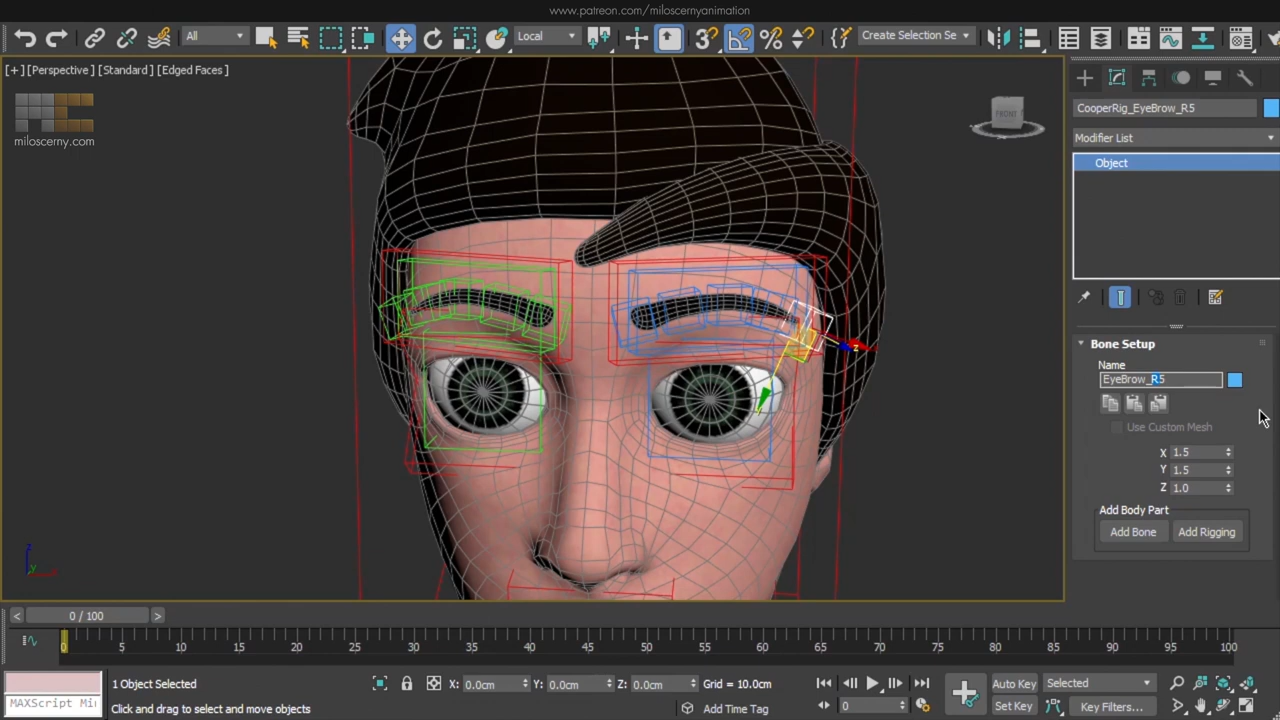 www.patreon.com/miloscernyanimation
All
Local
3
Create Selection Se
[+] [Perspective] [Standard] [Edged Faces]
miloscerny.com
FRONT
CooperRig_EyeBrow_R5
Modifier List
Object
Bone Setup
Name
EyeBrow_R5
Use Custom Mesh
X 1.5
Y 1.5
Z 1.0
Add Body Part
Add Bone Add Rigging
z
z
y
< 0 / 100 >
0 5 10 15 20 25 30 35 40 45 50 55 60 65 70 75 80 85 90 95 100
1 Object Selected
X: 0.0cm Y: 0.0cm Z: 0.0cm Grid = 10.0cm
Auto Key Selected
MAXScript Mi
Click and drag to select and move objects
Add Time Tag
0
Set Key Key Filters...